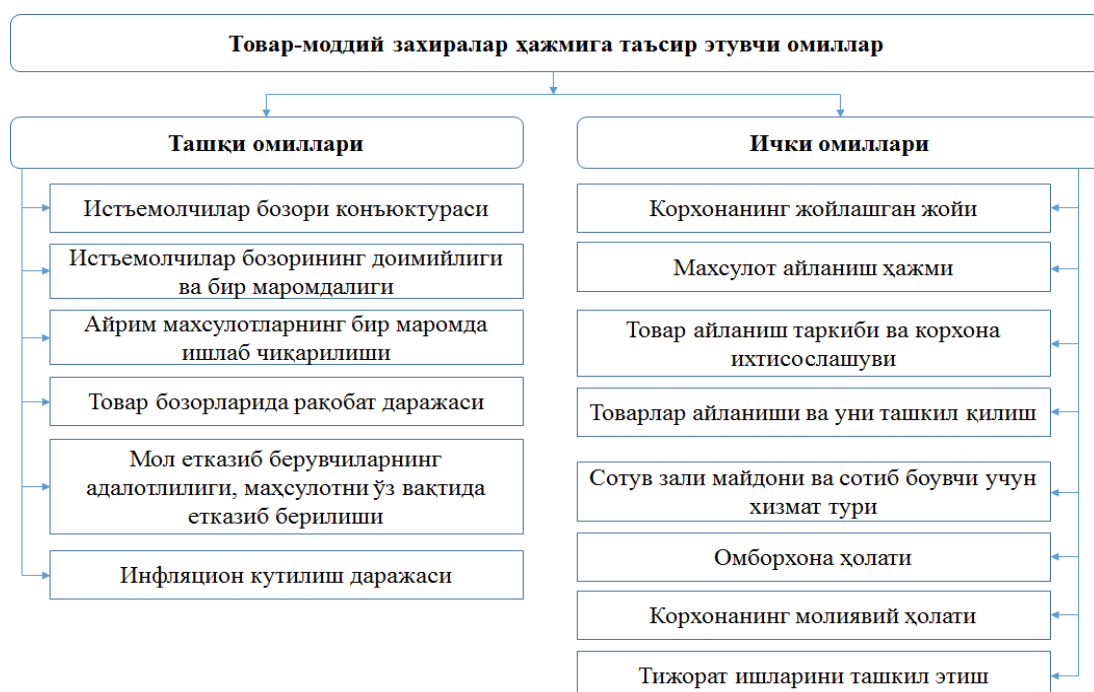 Товар-моддий захиралар ҳажмига таъсир этувчи омиллар
Ташқи омиллари
Истъемолчилар бозори конъюктураси
Истъемолчилар бозорининг доимийлиги
ва бир маромдалиги
Айрим махсулотларнинг бир маромда
ишлаб чиқарилиши
Товар бозорларида рақобат даражаси
Мол етказиб берувчиларнинг
адалотлилиги, маҳсулотни ўз вақтида
етказиб берилиши
Инфляцион кутилиш даражаси
Ички омиллари
Корхонанинг жойлашган жойи
Махсулот айланиш ҳажми
Товар айланиш таркиби ва корхона
ихтисослашуви
Товарлар айланиши ва уни ташкил қилиш
Сотув зали майдони ва сотиб боувчи учун
хизмат тури
Омборхона ҳолати
Корхонанинг молиявий ҳолати
Тижорат ишларини ташкил этиш